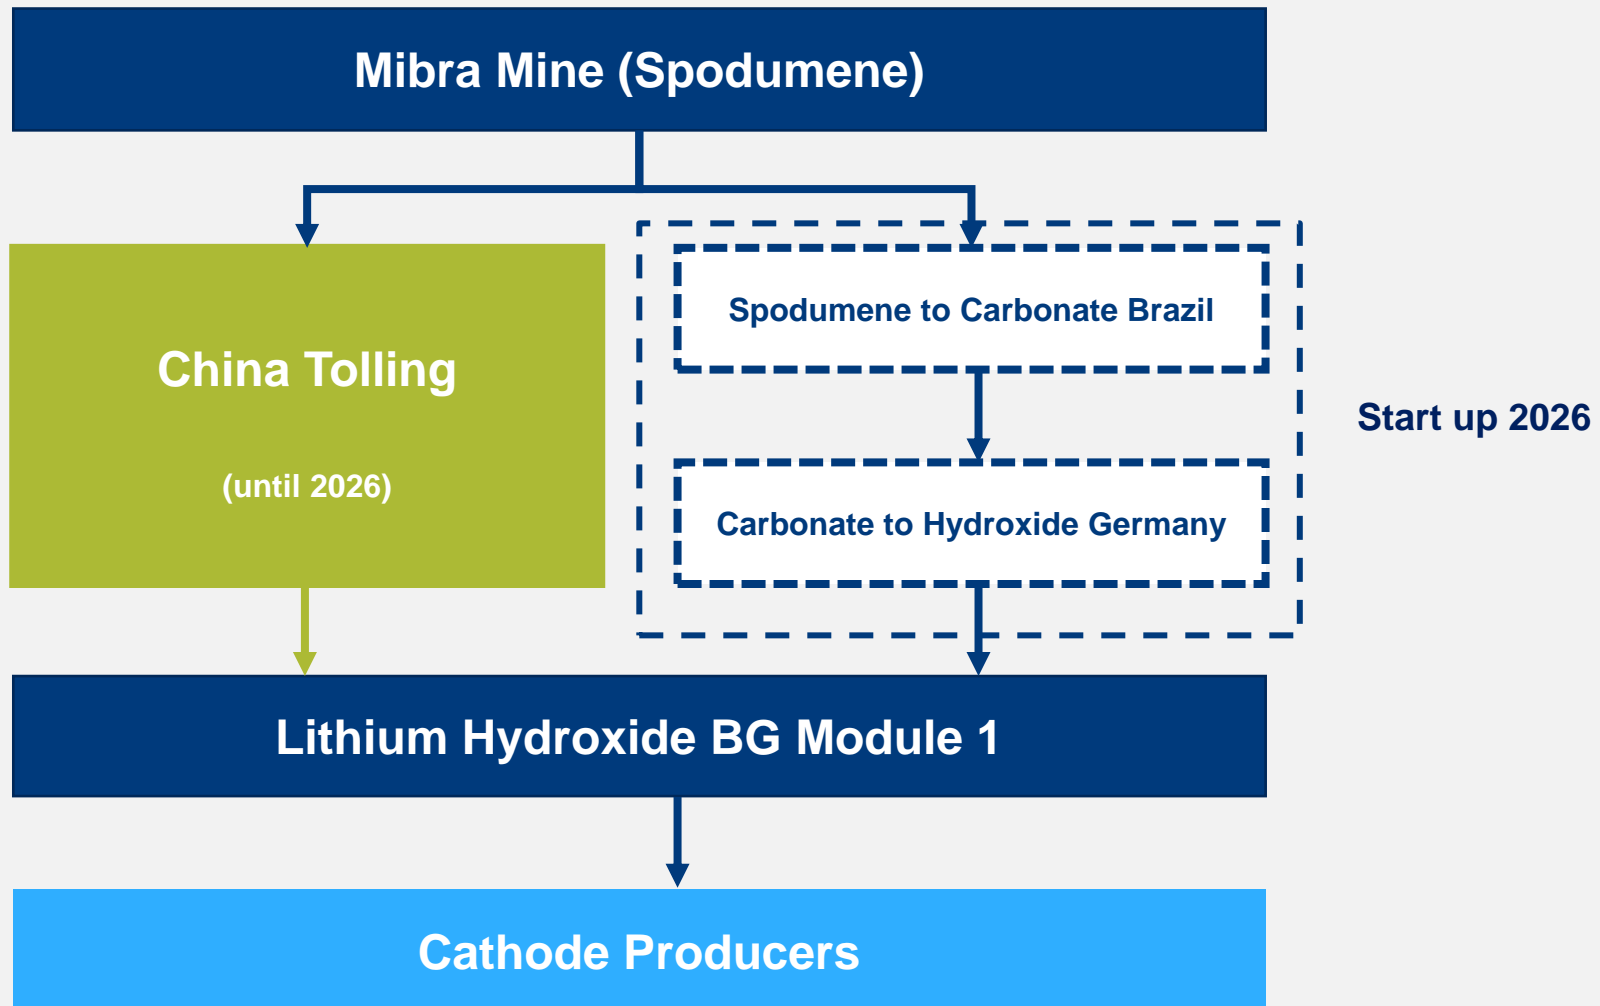 Mibra Mine (Spodumene)
China Tolling
(until 2026)
Spodumene to Carbonate Brazil
Carbonate to Hydroxide Germany
Start up 2026
Lithium Hydroxide BG Module 1
Cathode Producers